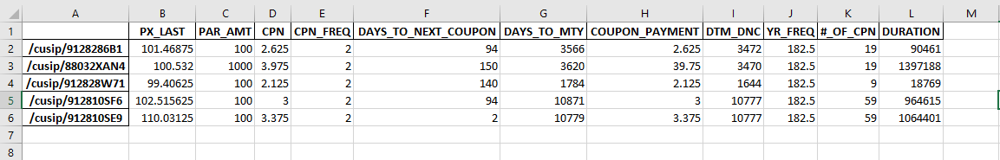 A B C D E F G H I J K L M
1 PX_LAST PAR_AMT CPN CPN_FREQ DAYS_TO_NEXT_COUPON DAYS_TO_MTY COUPON_PAYMENT DTM_DNC YR_FREQ #_OF_CPN DURATION
2 /cusip/9128286B1 101.46875 100 2.625 2 94 3566 2.625 3472 182.5 19 90461
3 /cusip/88032XAN4 100.532 1000 3.975 2 150 3620 39.75 3470 182.5 19 1397188
4 /cusip/912828W71 99.40625 100 2.125 2 140 1784 2.125 1644 182.5 9 18769
5 /cusip/912810SF6 102.515625 100 3 2 94 10871 3 10777 182.5 59 964615
6 /cusip/912810SE9 110.03125 100 3.375 2 2 10779 3.375 10777 182.5 59 1064401
7
8